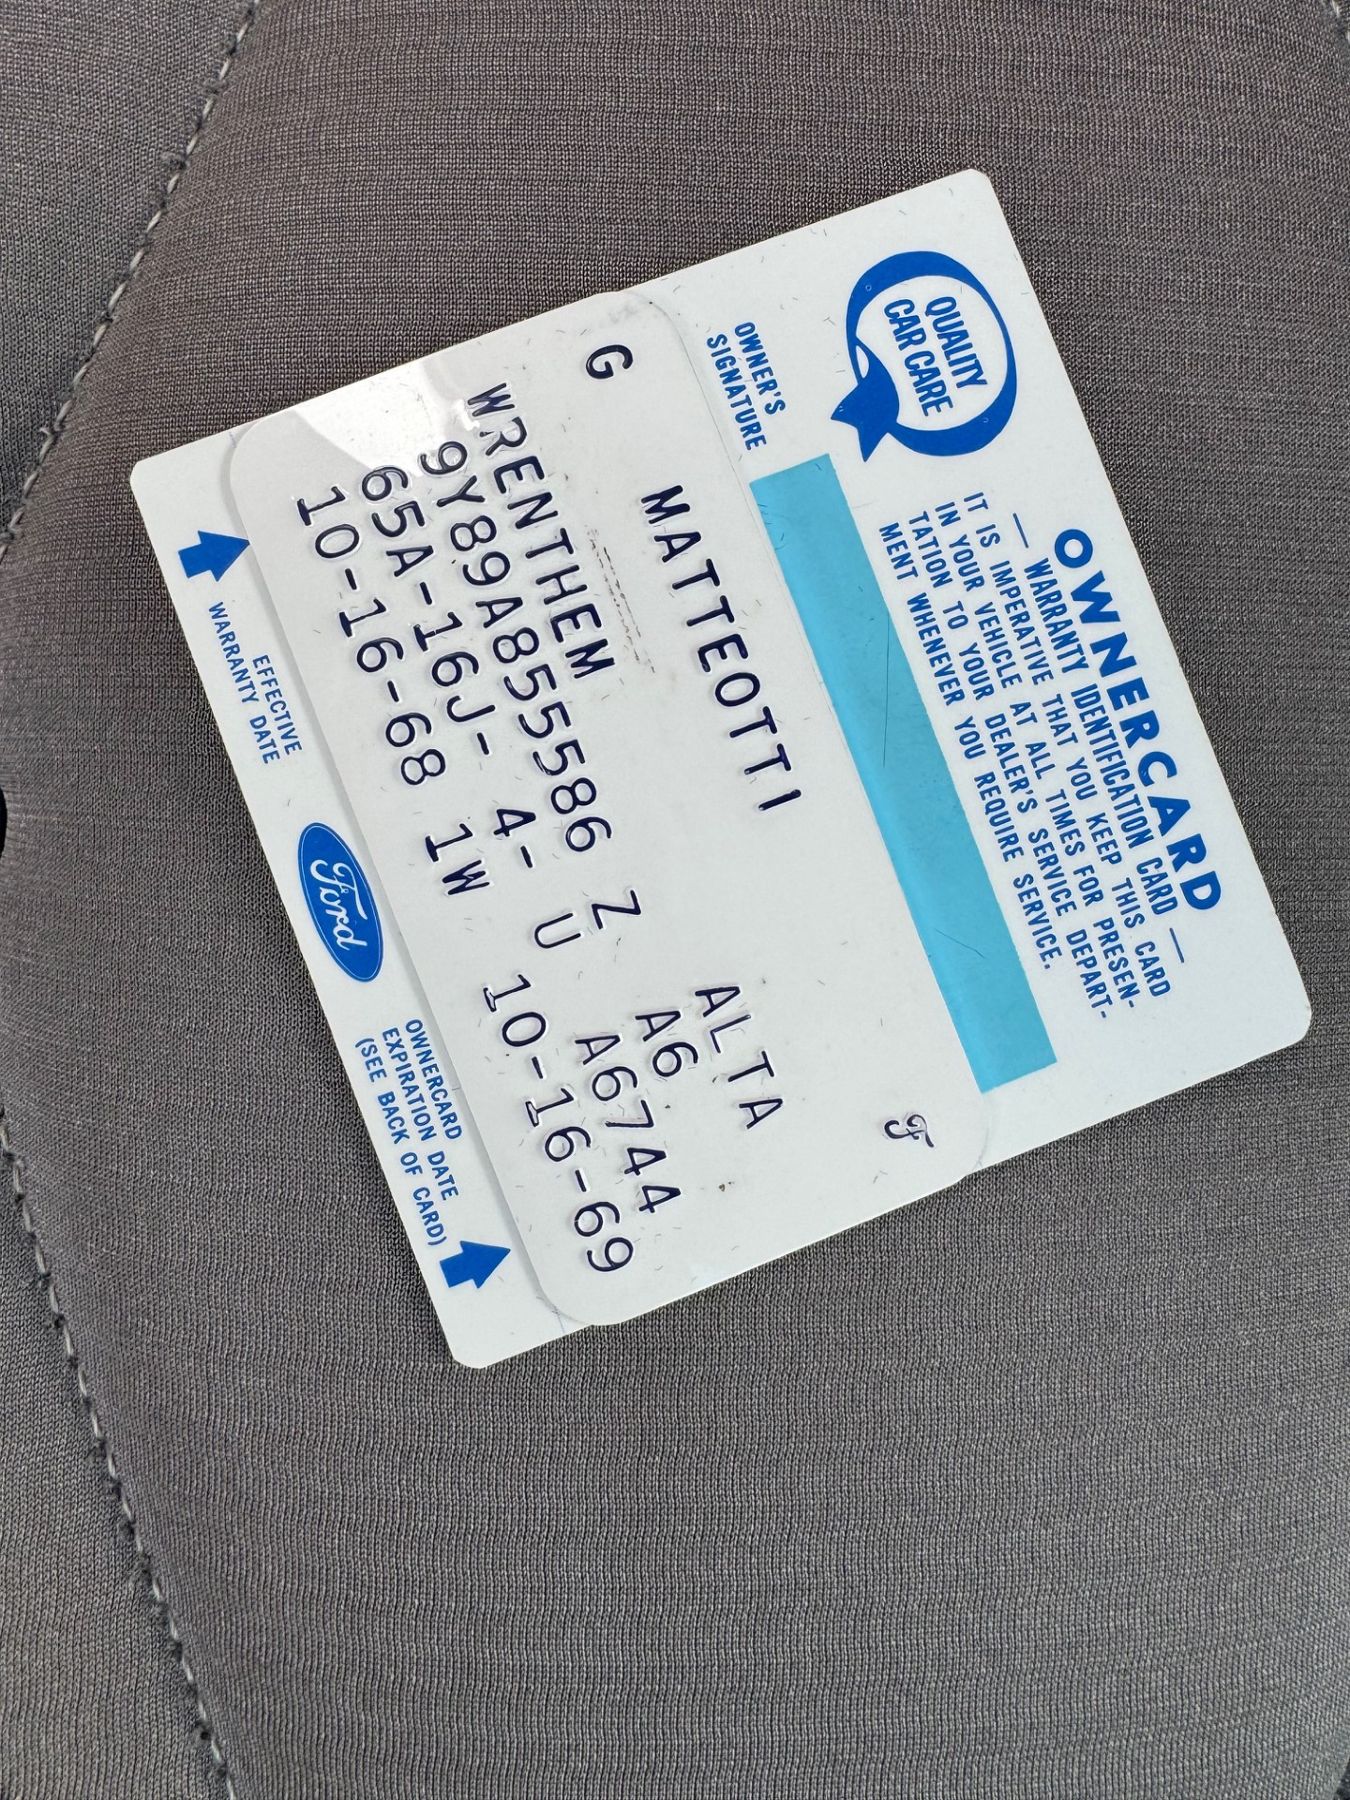 OWNERCARD
— WARRANTY IDENTIFICATION CARD —
IT IS IMPERATIVE THAT YOU KEEP THIS CARD
IN YOUR VEHICLE AT ALL TIMES FOR PRESEN-
TATION TO YOUR DEALER'S SERVICE DEPART-
MENT WHENEVER YOU REQUIRE SERVICE.
QUALITY
CAR CARE
OWNER'S
SIGNATURE
F
G MATTEOTTI
WRENTHEM ALTA
9Y89A855586 Z A6
65A-16J- 4- U A6744
10-16-68 1W 10-16-69
EFFECTIVE
WARRANTY DATE
Ford
OWNERCARD
EXPIRATION DATE
(SEE BACK OF CARD)